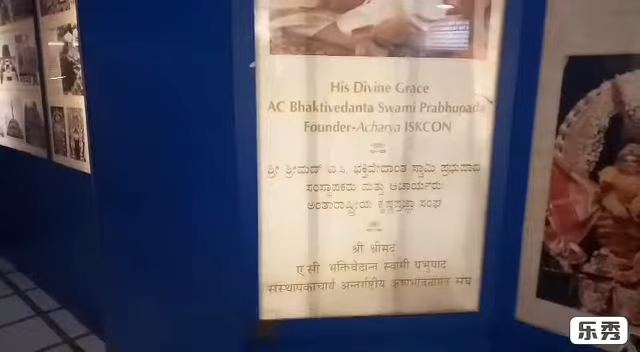 His Divine Grace
AC Bhaktivedanta Swami Prabhupada
Founder-Acharya ISKCON
ಶ್ರೀ ಶ್ರೀಮದ್ ಎ.ಸಿ. ಭಕ್ತಿವೇದಾಂತ ಸ್ವಾಮಿ ಪ್ರಭುಪಾದ
ಸಂಸ್ಥಾಪಕರು ಮತ್ತು ಆಚಾರ್ಯರು
ಅಂತಾರಾಷ್ಟ್ರೀಯ ಕೃಷ್ಣಪ್ರಜ್ಞಾ ಸಂಘ
श्री श्रीमद
ए सी भक्तिवेदान्त स्वामी प्रभुपाद
संस्थापकाचार्य अन्तर्राष्ट्रीय कृष्णभावनामृत संघ
乐秀